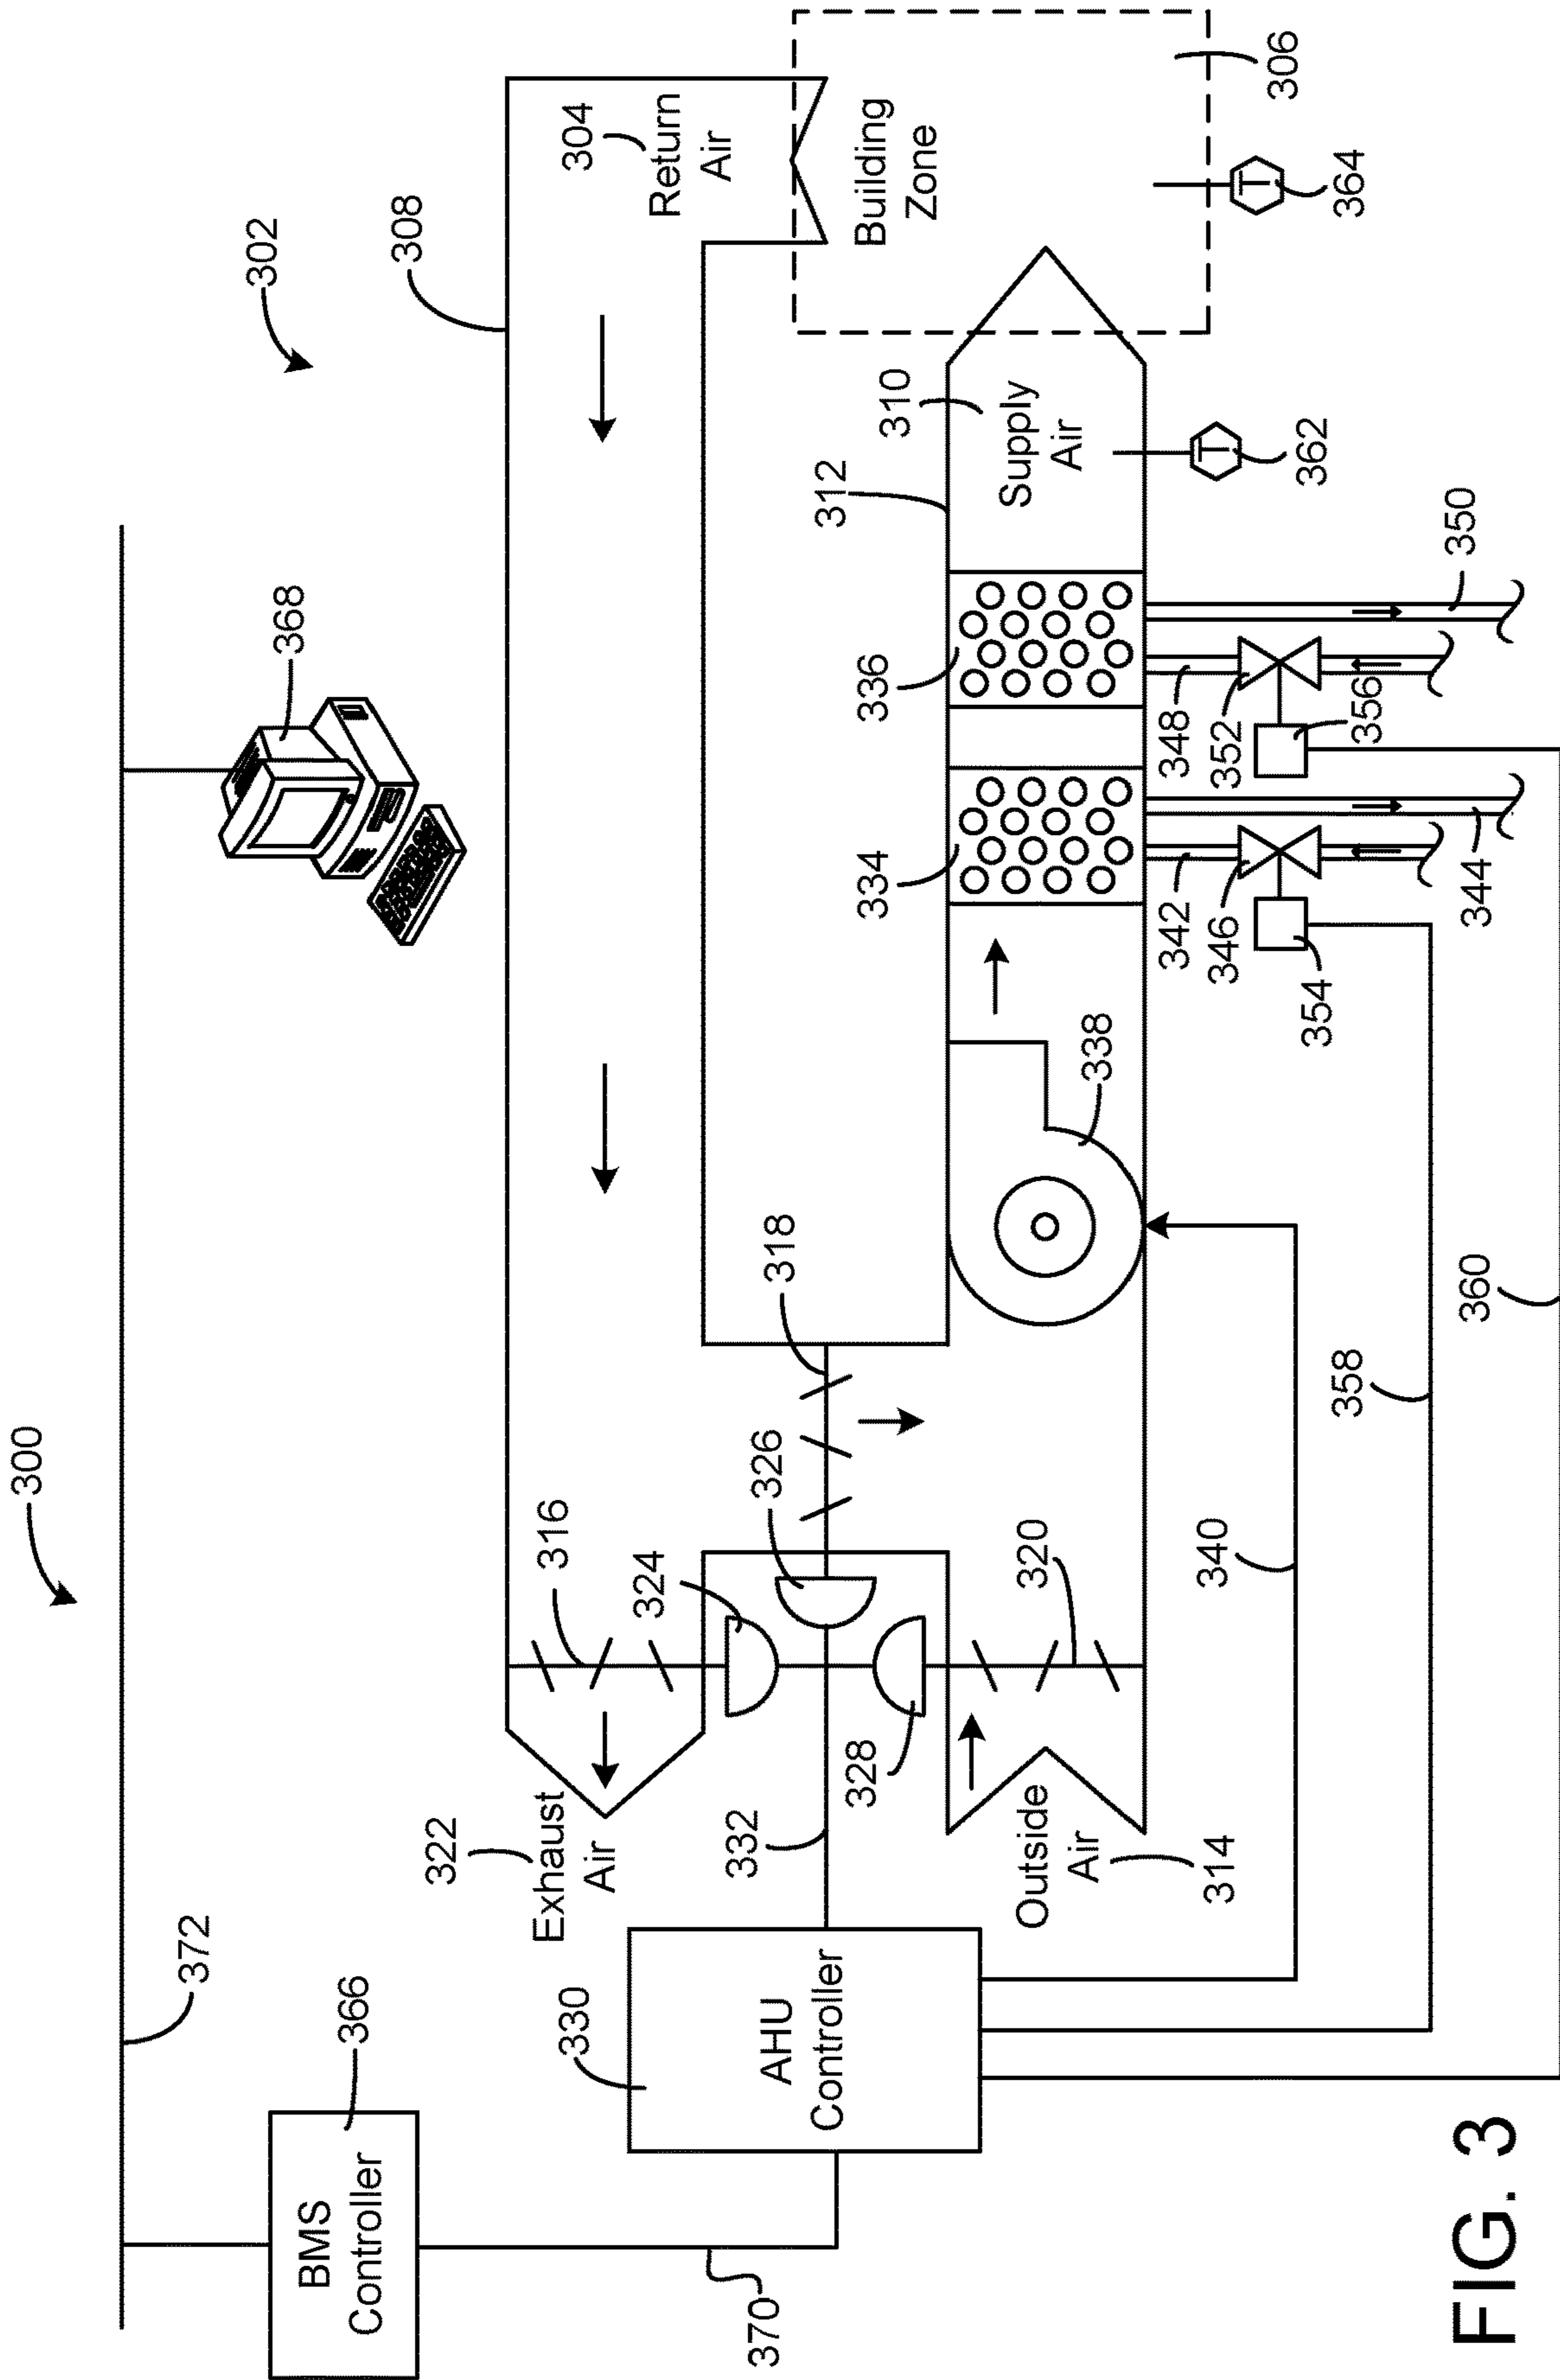 300
372
366
BMS
Controller
370
368
302
308
304
Return
Air
Building
Zone
306
364
322
Exhaust
Air
316
324
326
318
332
328
330
AHU
Controller
Outside
Air
314
320
338
334
336
312
310
Supply
Air
362
342
346
354
344
348
352
356
350
340
358
360
FIG. 3
T
T